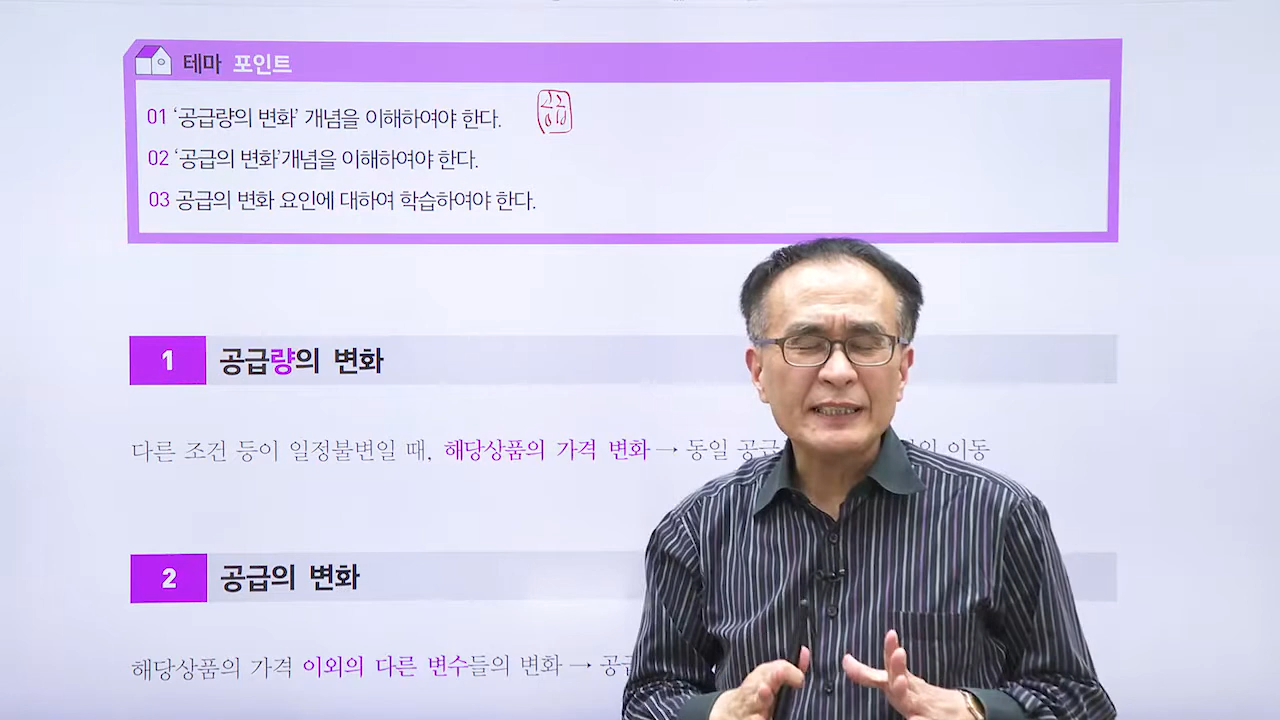 테마 포인트
01 '공급량의 변화' 개념을 이해하여야 한다.
02 '공급의 변화'개념을 이해하여야 한다.
03 공급의 변화 요인에 대하여 학습하여야 한다.
1 공급량의 변화
다른 조건 등이 일정불변일 때, 해당상품의 가격 변화 → 동일 공급 이동
2 공급의 변화
해당상품의 가격 이외의 다른 변수들의 변화 →